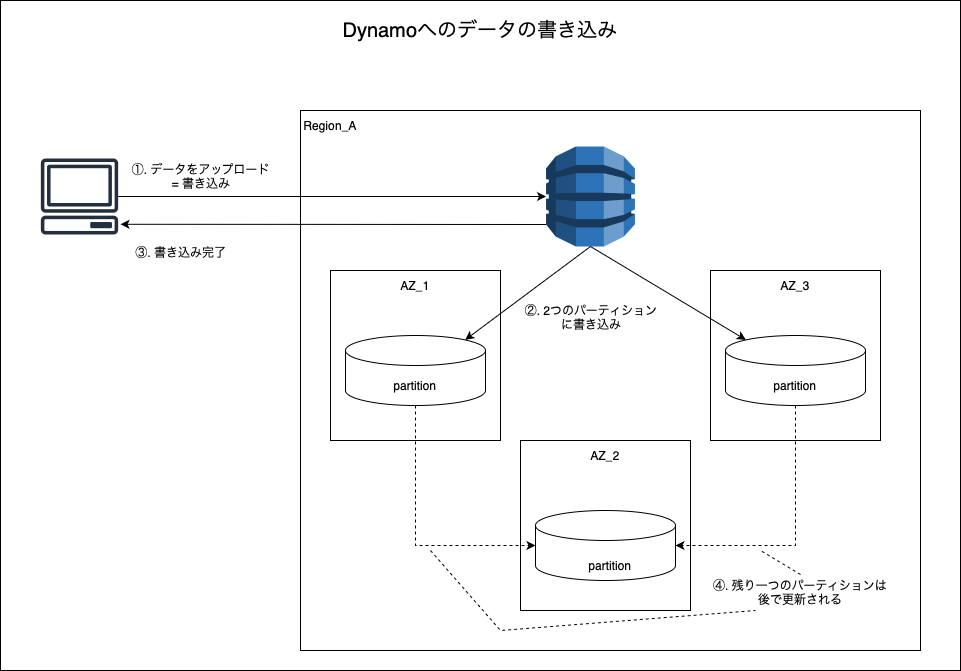 Dynamoへのデータの書き込み
Region_A
①. データをアップロード
= 書き込み
③. 書き込み完了
AZ_1
②. 2つのパーティション
に書き込み
AZ_3
partition
partition
AZ_2
partition
④. 残り一つのパーティションは
後で更新される